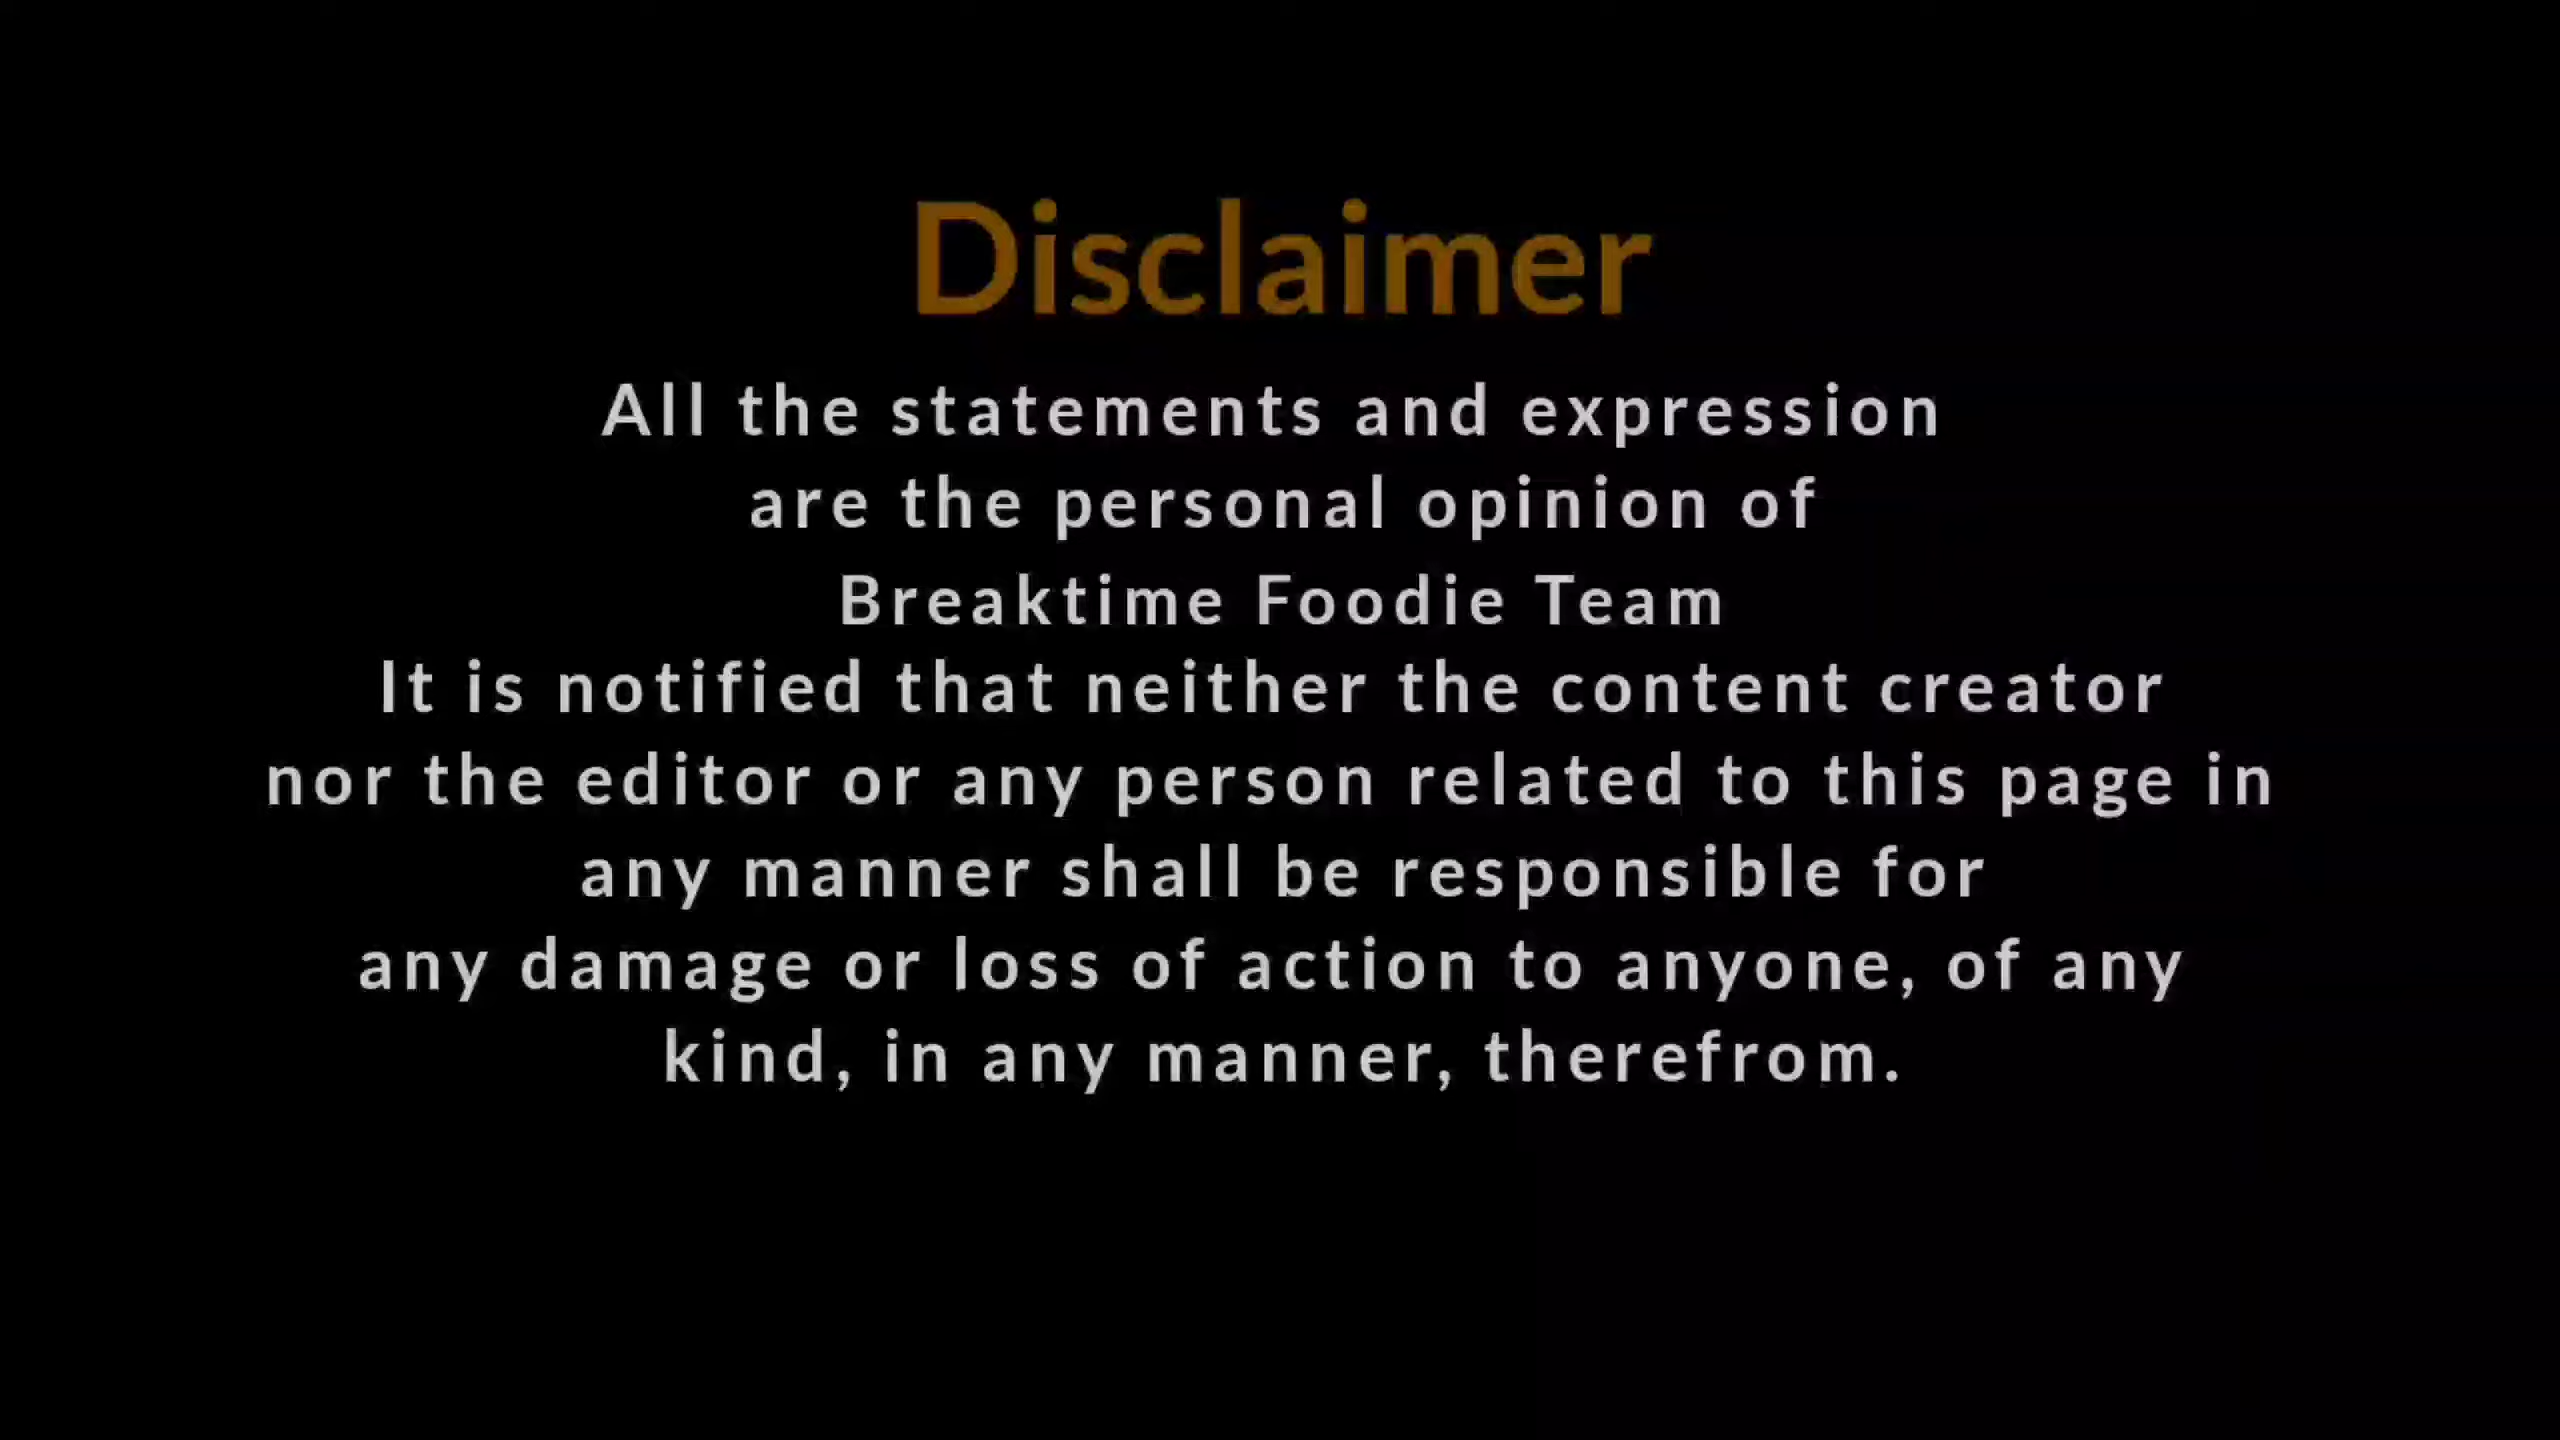 Disclaimer
All the statements and expression
are the personal opinion of
Breaktime Foodie Team
It is notified that neither the content creator
nor the editor or any person related to this page in
any manner shall be responsible for
any damage or loss of action to anyone, of any
kind, in any manner, therefrom.